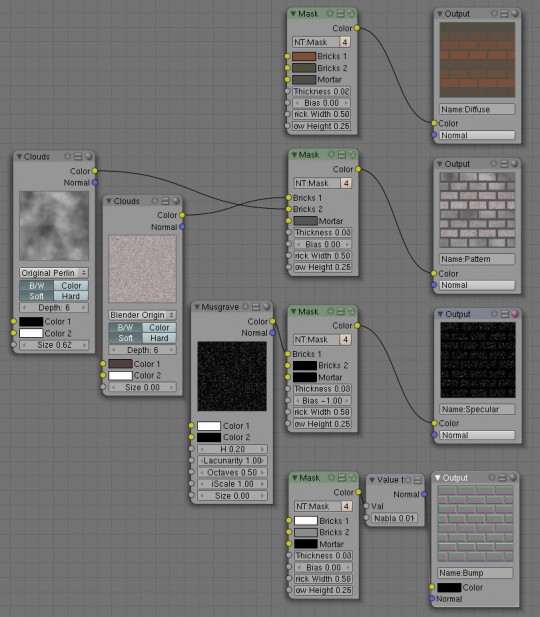 Mask
Color
NT:Mask 4
Bricks 1
Bricks 2
Mortar
Thickness 0.02
Bias 0.00
rick Width 0.50
ow Height 0.25
Output
Name:Diffuse
Color
Normal
Clouds
Color
Normal
Original Perlin
B/W Color
Soft Hard
Depth: 6
Color 1
Color 2
Size 0.62
Clouds
Color
Normal
Blender Origin
B/W Color
Soft Hard
Depth: 6
Color 1
Color 2
Size 0.00
Mask
Color
NT:Mask 4
Bricks 1
Bricks 2
Mortar
Thickness 0.03
Bias 0.00
rick Width 0.50
ow Height 0.25
Output
Name:Pattern
Color
Normal
Musgrave
Color
Normal
Color 1
Color 2
H 0.20
Lacunarity 1.00
Octaves 0.50
iScale 1.00
Size 0.00
Mask
Color
NT:Mask 4
Bricks 1
Bricks 2
Mortar
Thickness 0.03
Bias -1.00
rick Width 0.50
ow Height 0.25
Output
Name:Specular
Color
Normal
Mask
Color
NT:Mask 4
Bricks 1
Bricks 2
Mortar
Thickness 0.03
Bias 0.00
rick Width 0.50
ow Height 0.25
Value t
Normal
Val
Nabla 0.01
Output
Name:Bump
Color
Normal